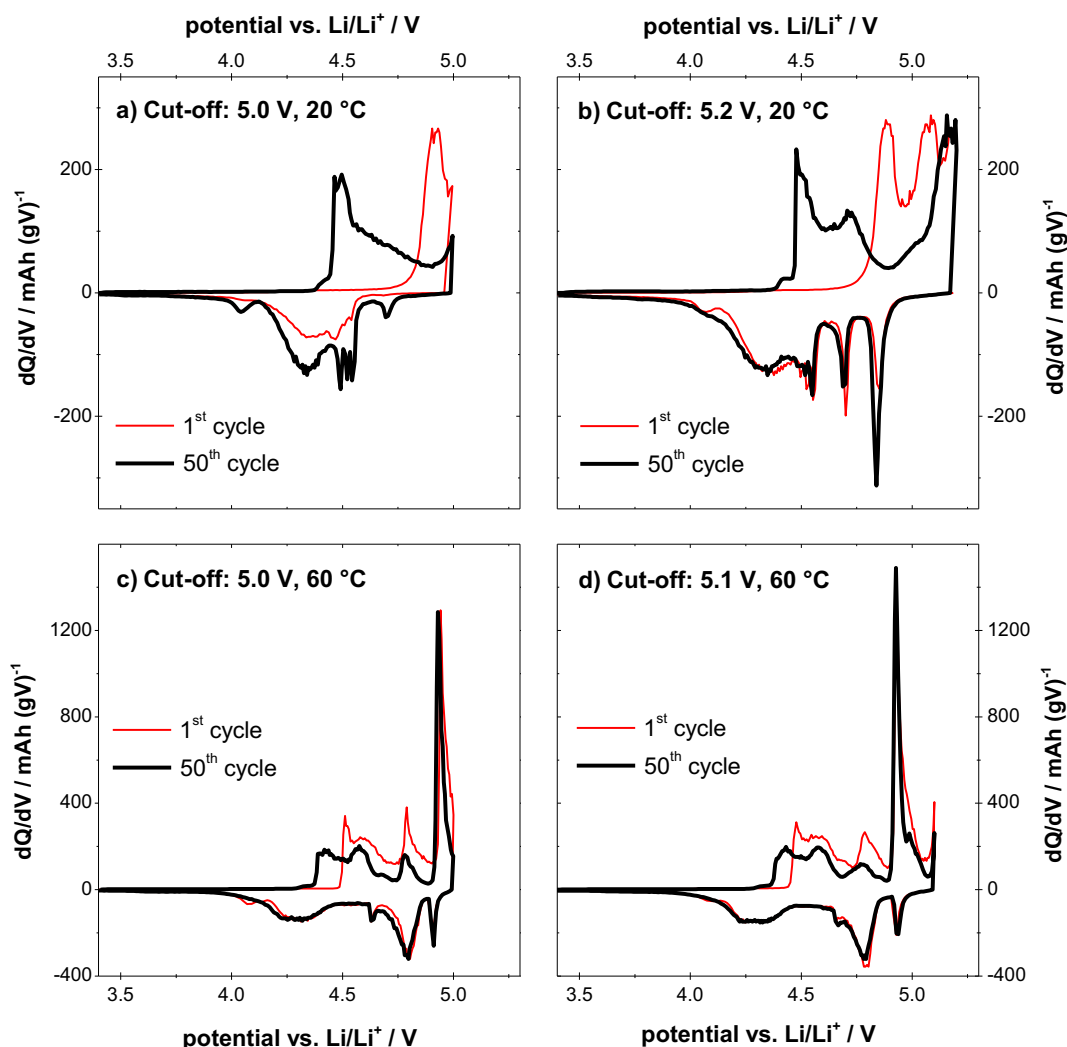 potential vs. Li/Li⁺ / V
potential vs. Li/Li⁺ / V
3.5 4.0 4.5 5.0
3.5 4.0 4.5 5.0
a) Cut-off: 5.0 V, 20 °C
b) Cut-off: 5.2 V, 20 °C
200
0
-200
dQ/dV / mAh (gV)⁻¹
1ˢᵗ cycle
50ᵗʰ cycle
1ˢᵗ cycle
50ᵗʰ cycle
200
0
-200
dQ/dV / mAh (gV)⁻¹
c) Cut-off: 5.0 V, 60 °C
d) Cut-off: 5.1 V, 60 °C
1200
800
400
0
-400
dQ/dV / mAh (gV)⁻¹
1ˢᵗ cycle
50ᵗʰ cycle
1ˢᵗ cycle
50ᵗʰ cycle
1200
800
400
0
-400
dQ/dV / mAh (gV)⁻¹
3.5 4.0 4.5 5.0
3.5 4.0 4.5 5.0
potential vs. Li/Li⁺ / V
potential vs. Li/Li⁺ / V